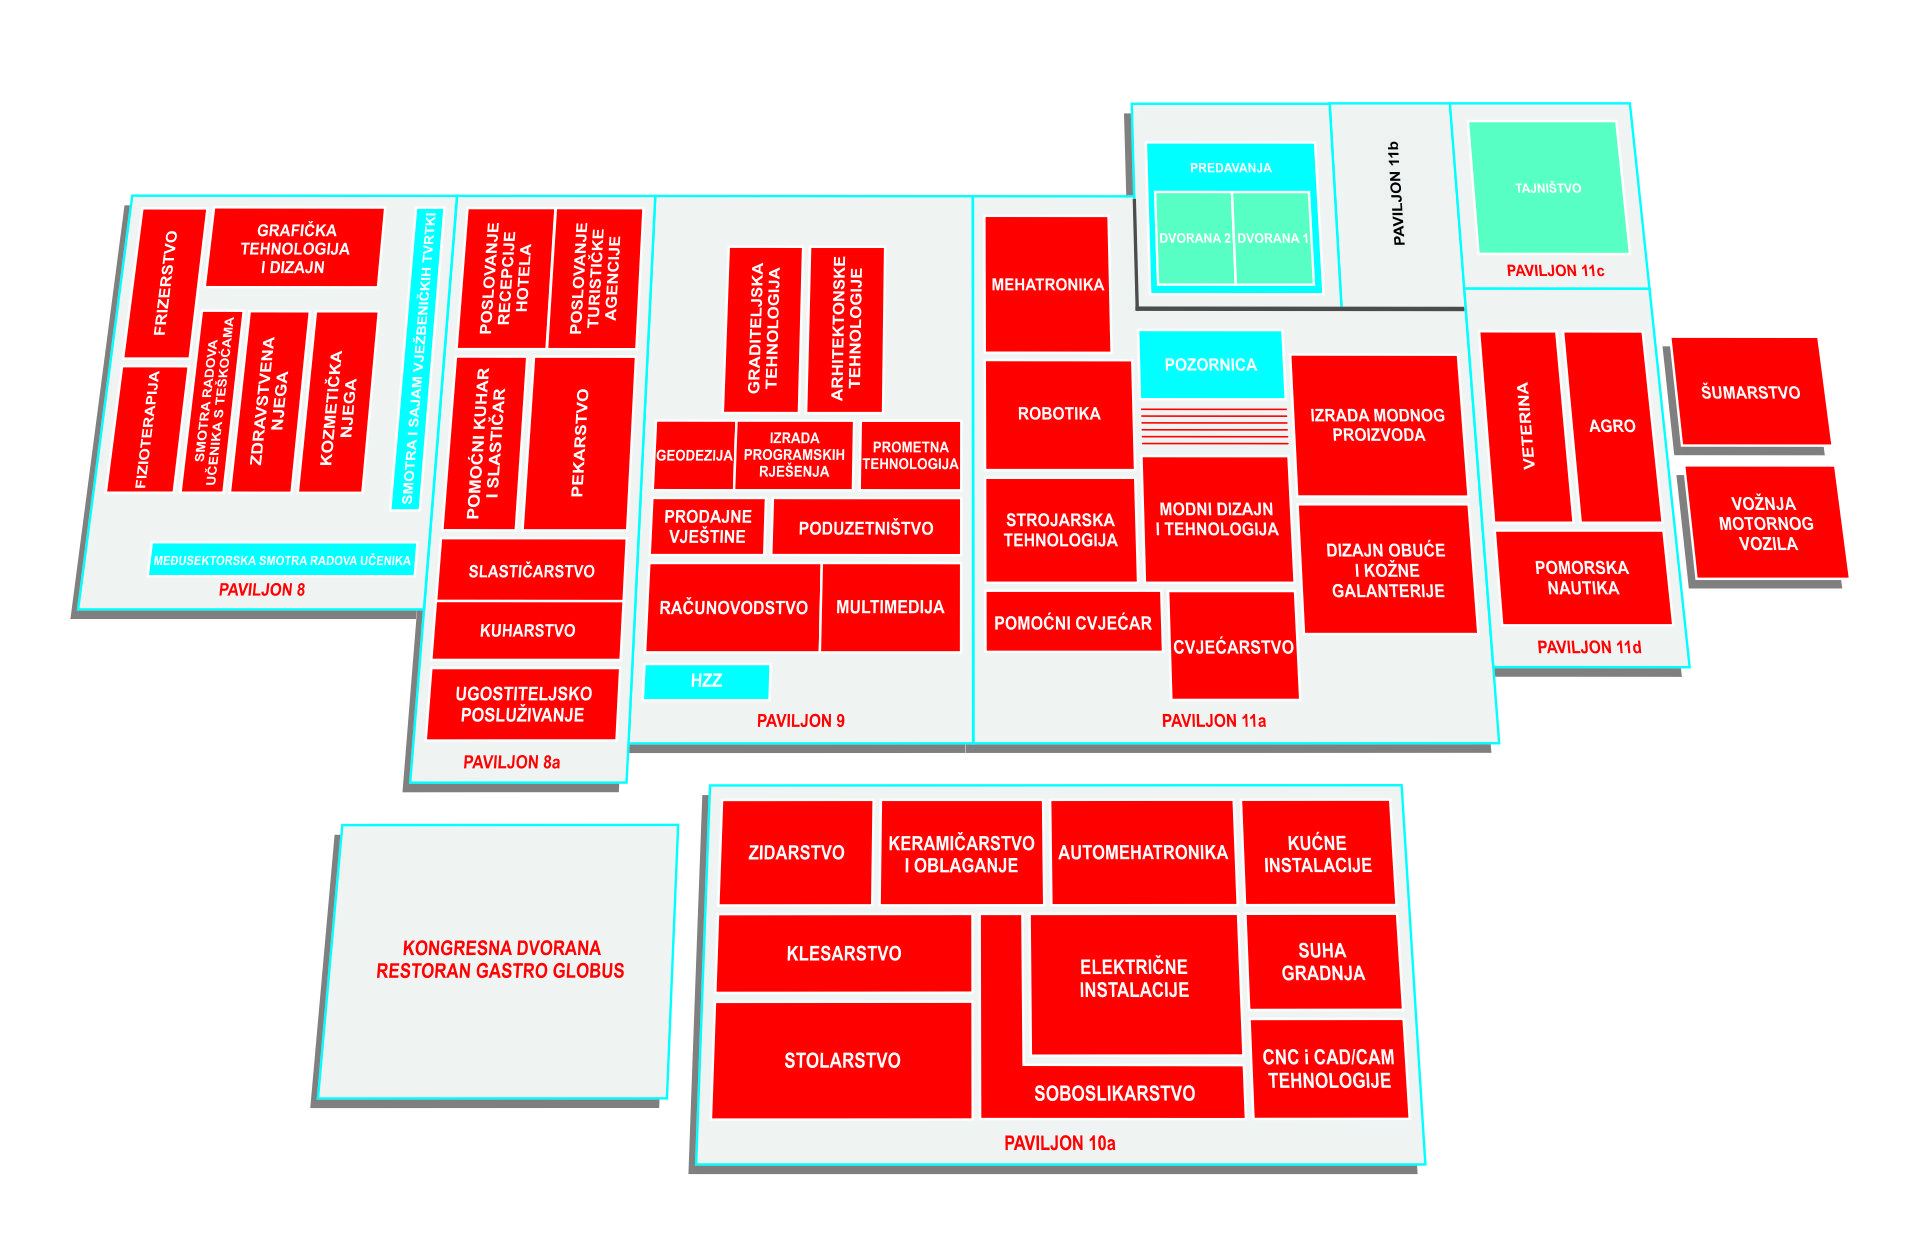 FRIZERSTVO
GRAFIČKA
TEHNOLOGIJA
I DIZAJN
FIZIOTERAPIJA
SMOTRA RADOVA
UČENIKA S TEŠKOĆAMA
ZDRAVSTVENA
NJEGA
KOZMETIČKA
NJEGA
SMOTRA I SAJAM VJEŽBENIČKIH TVRTKI
MEĐUSEKTORSKA SMOTRA RADOVA UČENIKA
PAVILJON 8
POSLOVANJE
RECEPCIJE
HOTELA
POSLOVANJE
TURISTIČKE
AGENCIJE
POMOĆNI KUHAR
I SLASTIČAR
PEKARSTVO
SLASTIČARSTVO
KUHARSTVO
UGOSTITELJSKO
POSLUŽIVANJE
PAVILJON 8a
GRADITELJSKA
TEHNOLOGIJA
ARHITEKTONSKE
TEHNOLOGIJE
GEODEZIJA
IZRADA
PROGRAMSKIH
RJEŠENJA
PROMETNA
TEHNOLOGIJA
PRODAJNE
VJEŠTINE
PODUZETNIŠTVO
RAČUNOVODSTVO
MULTIMEDIJA
HZZ
PAVILJON 9
MEHATRONIKA
ROBOTIKA
STROJARSKA
TEHNOLOGIJA
POMOĆNI CVJEĆAR
POZORNICA
MODNI DIZAJN
I TEHNOLOGIJA
CVJEĆARSTVO
IZRADA MODNOG
PROIZVODA
DIZAJN OBUĆE
I KOŽNE
GALANTERIJE
PAVILJON 11a
PREDAVANJA
DVORANA 2
DVORANA 1
PAVILJON 11b
TAJNIŠTVO
PAVILJON 11c
VETERINA
AGRO
POMORSKA
NAUTIKA
PAVILJON 11d
ŠUMARSTVO
VOŽNJA
MOTORNOG
VOZILA
KONGRESNA DVORANA
RESTORAN GASTRO GLOBUS
ZIDARSTVO
KERAMIČARSTVO
I OBLAGANJE
AUTOMEHATRONIKA
KUĆNE
INSTALACIJE
KLESARSTVO
ELEKTRIČNE
INSTALACIJE
SUHA
GRADNJA
STOLARSTVO
SOBOSLIKARSTVO
CNC i CAD/CAM
TEHNOLOGIJE
PAVILJON 10a